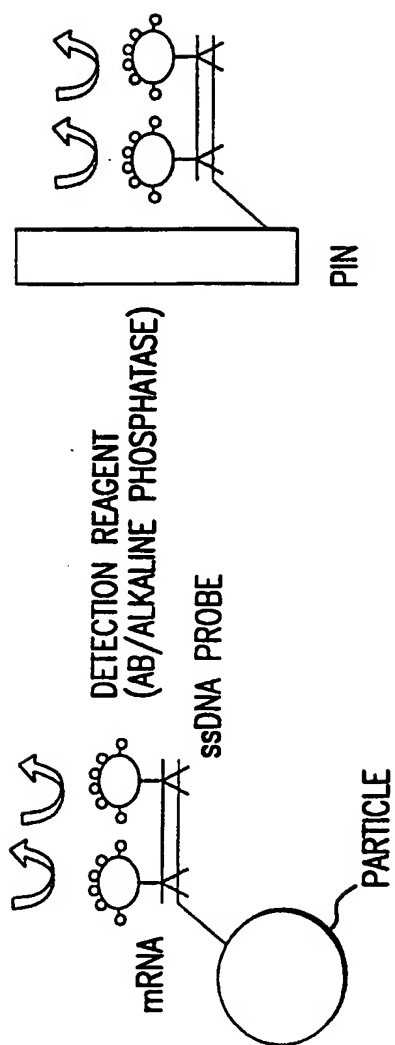 mRNA
DETECTION REAGENT
(AB/ALKALINE PHOSPHATASE)
ssDNA PROBE
PARTICLE
PIN